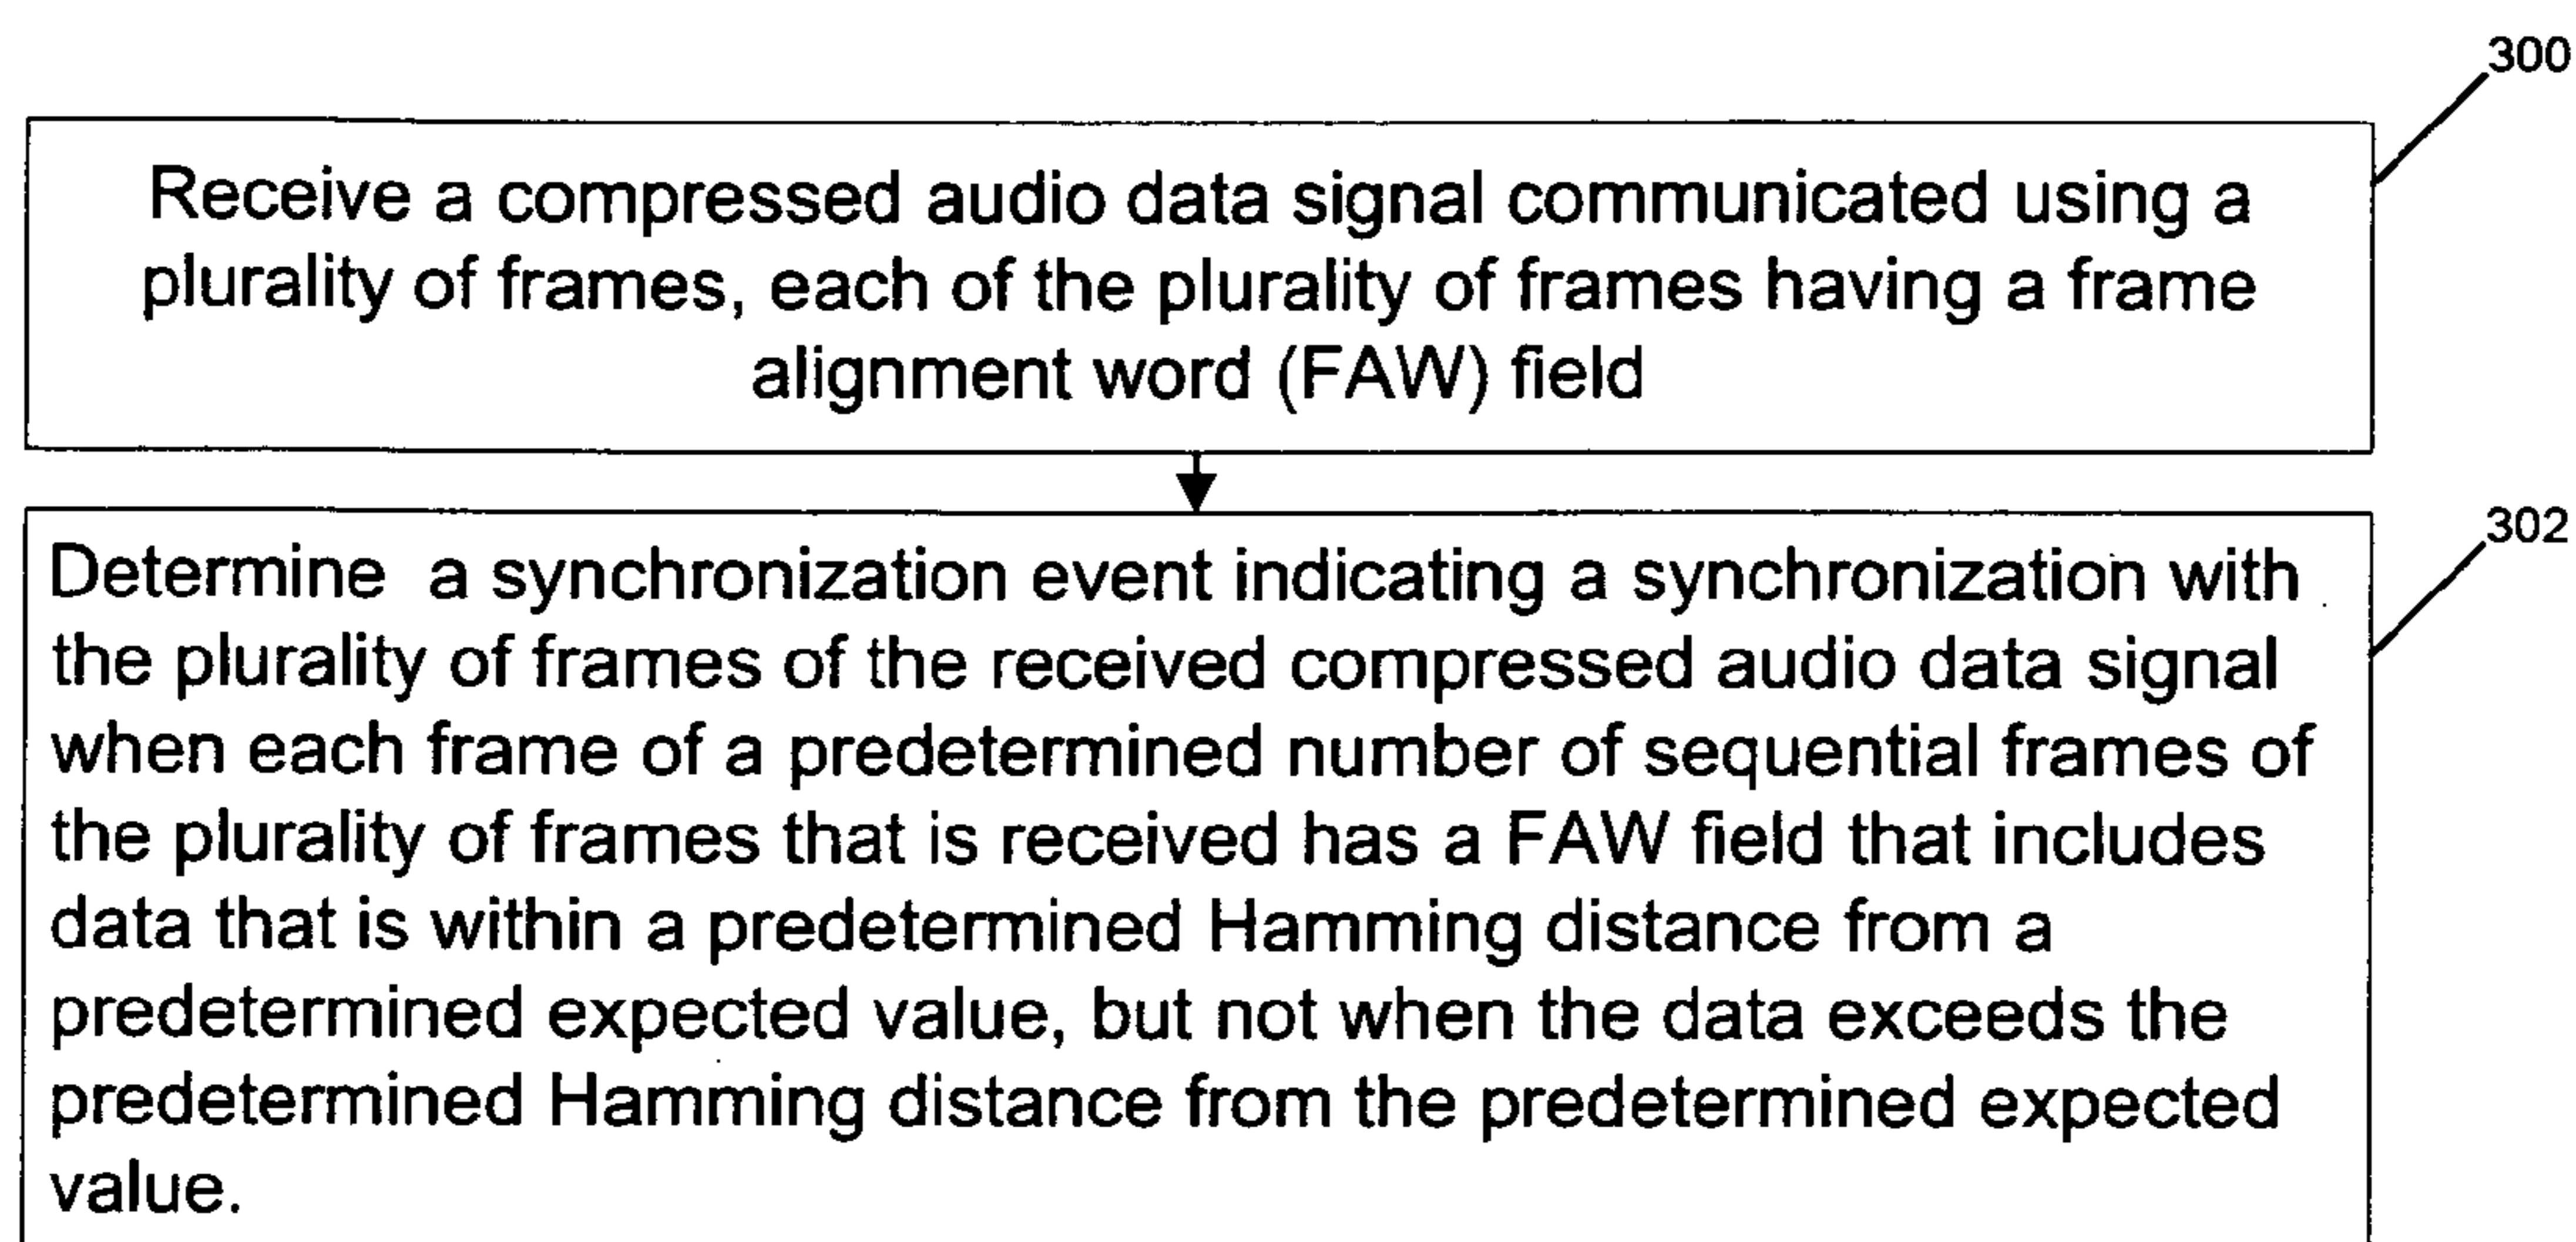 300
Receive a compressed audio data signal communicated using a
plurality of frames, each of the plurality of frames having a frame
alignment word (FAW) field
302
Determine a synchronization event indicating a synchronization with
the plurality of frames of the received compressed audio data signal
when each frame of a predetermined number of sequential frames of
the plurality of frames that is received has a FAW field that includes
data that is within a predetermined Hamming distance from a
predetermined expected value, but not when the data exceeds the
predetermined Hamming distance from the predetermined expected
value.